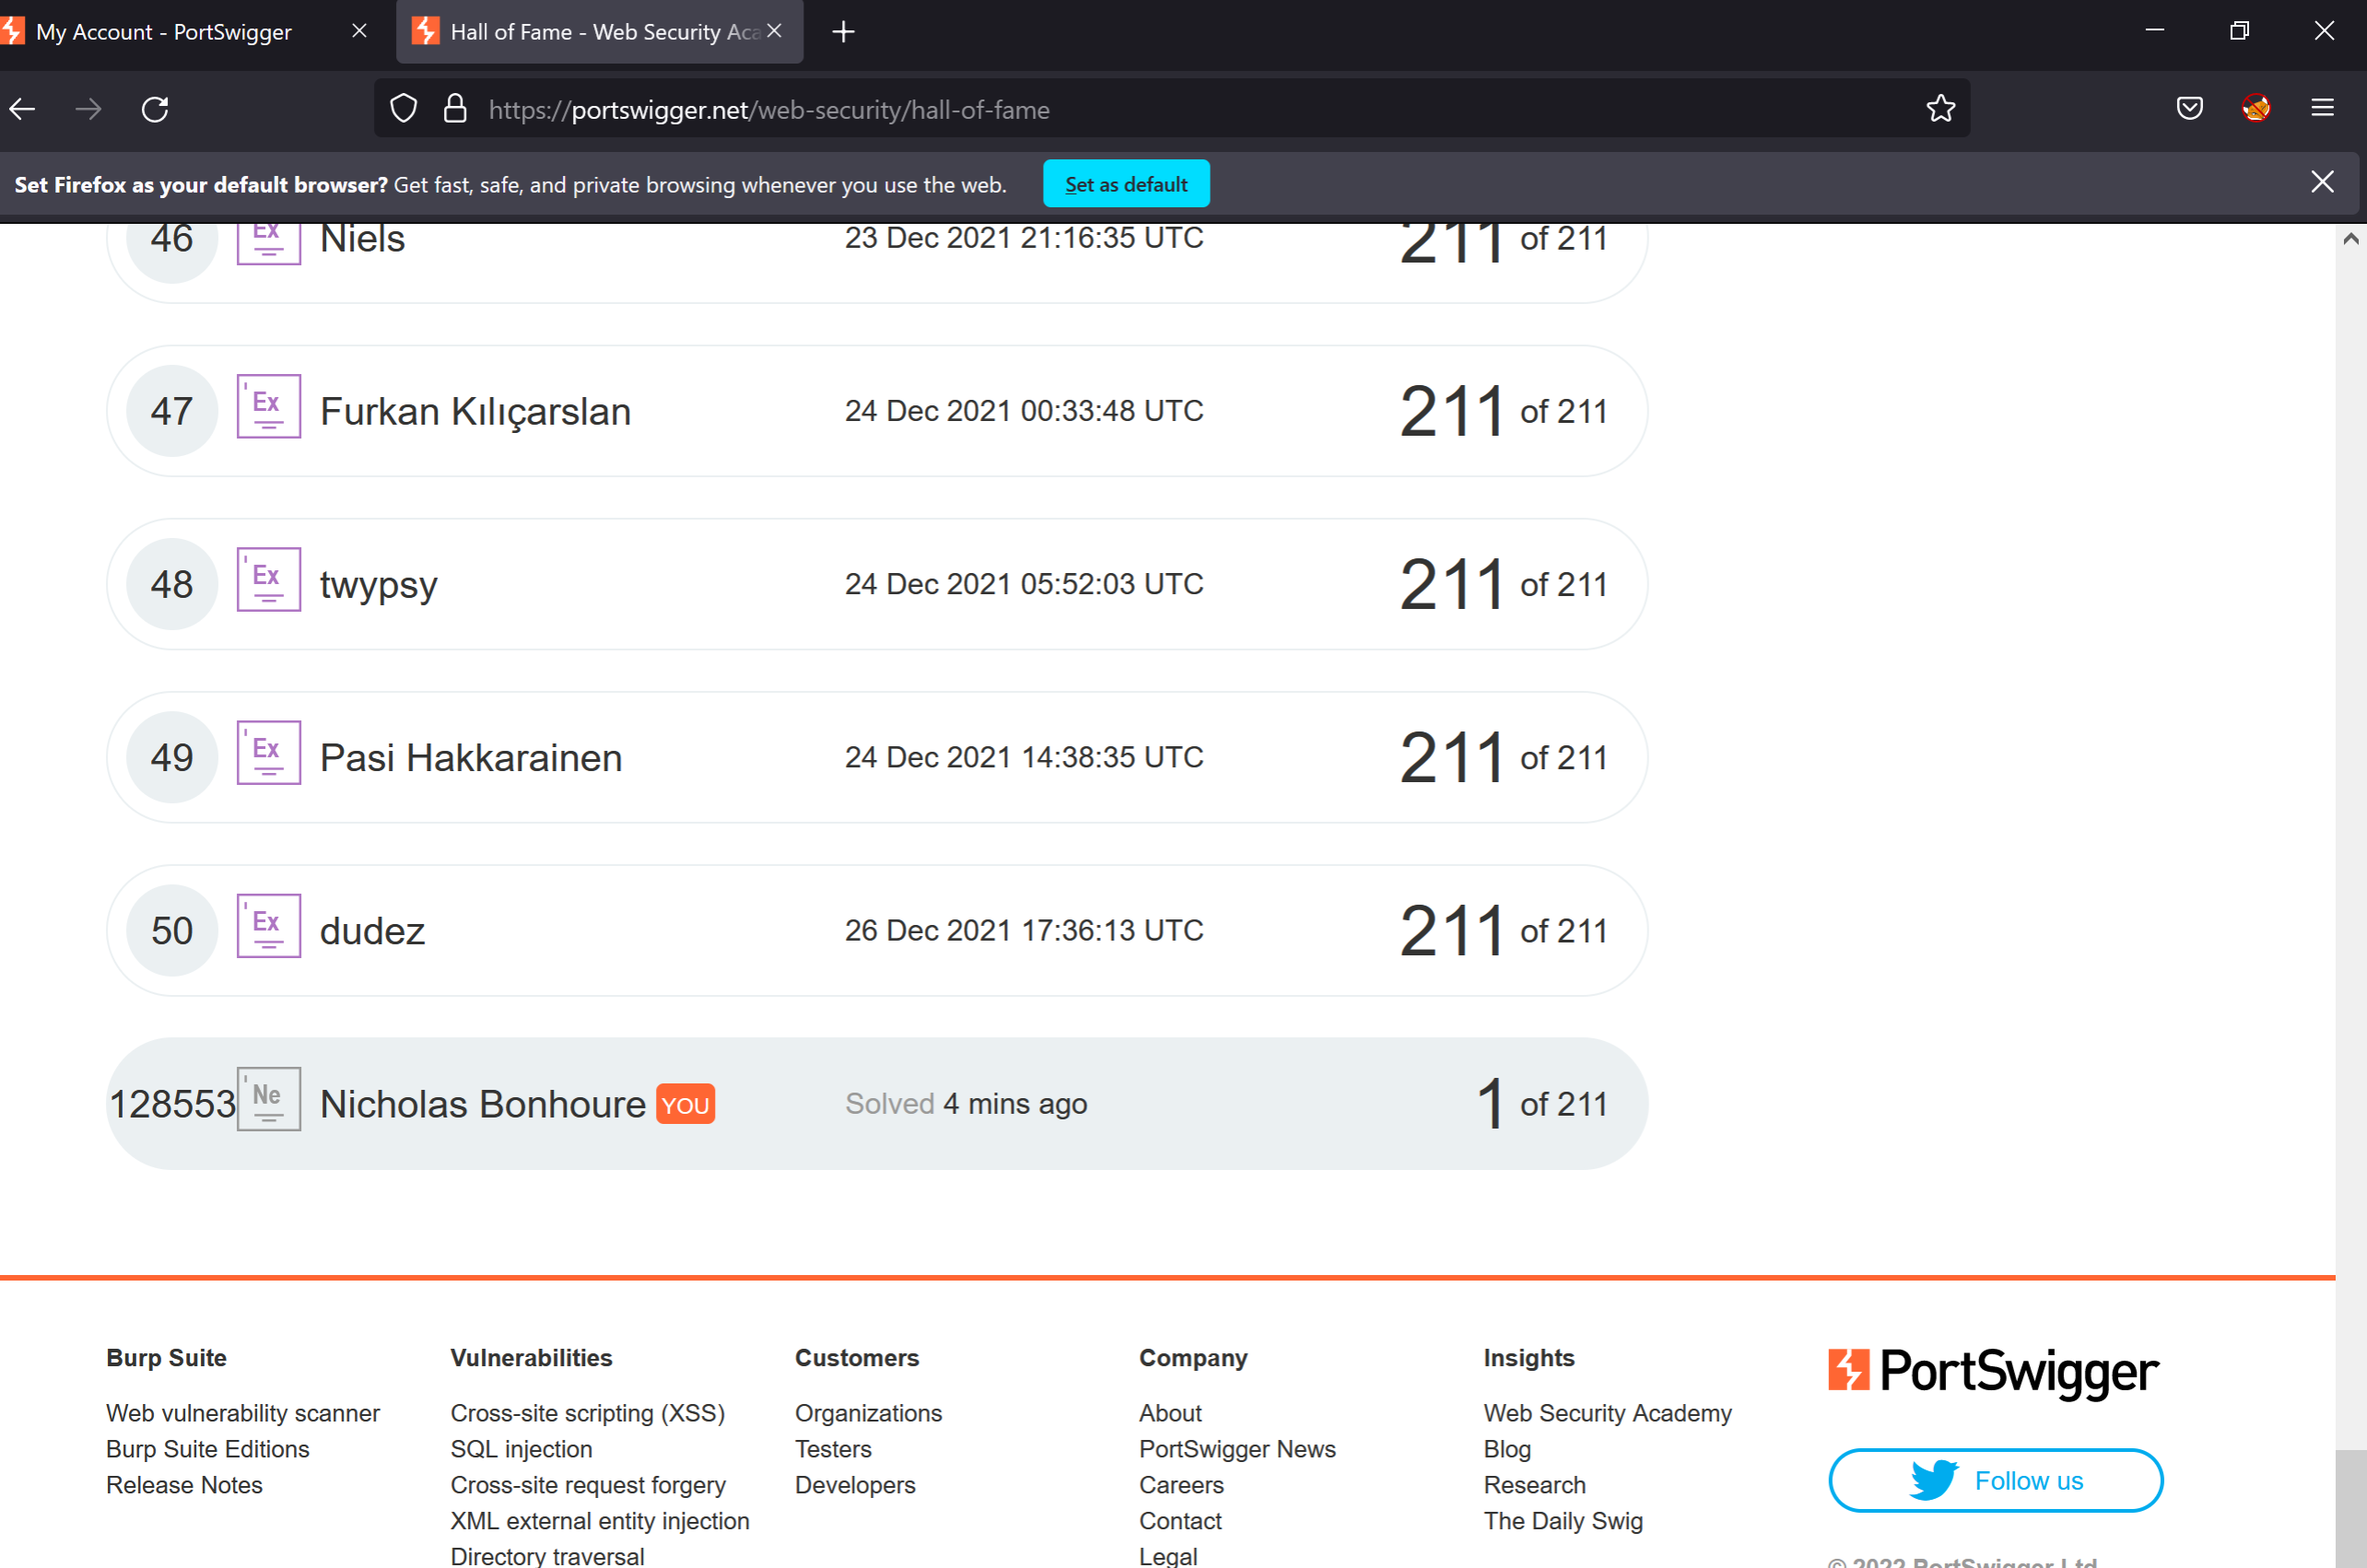 My Account - PortSwigger
Hall of Fame - Web Security Aca
https://portswigger.net/web-security/hall-of-fame
Set Firefox as your default browser? Get fast, safe, and private browsing whenever you use the web. Set as default
46 Ex Niels 23 Dec 2021 21:16:35 UTC 211 of 211
47 Ex Furkan Kılıçarslan 24 Dec 2021 00:33:48 UTC 211 of 211
48 Ex twypsy 24 Dec 2021 05:52:03 UTC 211 of 211
49 Ex Pasi Hakkarainen 24 Dec 2021 14:38:35 UTC 211 of 211
50 Ex dudez 26 Dec 2021 17:36:13 UTC 211 of 211
128553 Ne Nicholas Bonhoure YOU Solved 4 mins ago 1 of 211
Burp Suite
Web vulnerability scanner
Burp Suite Editions
Release Notes
Vulnerabilities
Cross-site scripting (XSS)
SQL injection
Cross-site request forgery
XML external entity injection
Directory traversal
Customers
Organizations
Testers
Developers
Company
About
PortSwigger News
Careers
Contact
Legal
Insights
Web Security Academy
Blog
Research
The Daily Swig
PortSwigger
Follow us
© 2022 PortSwigger Ltd